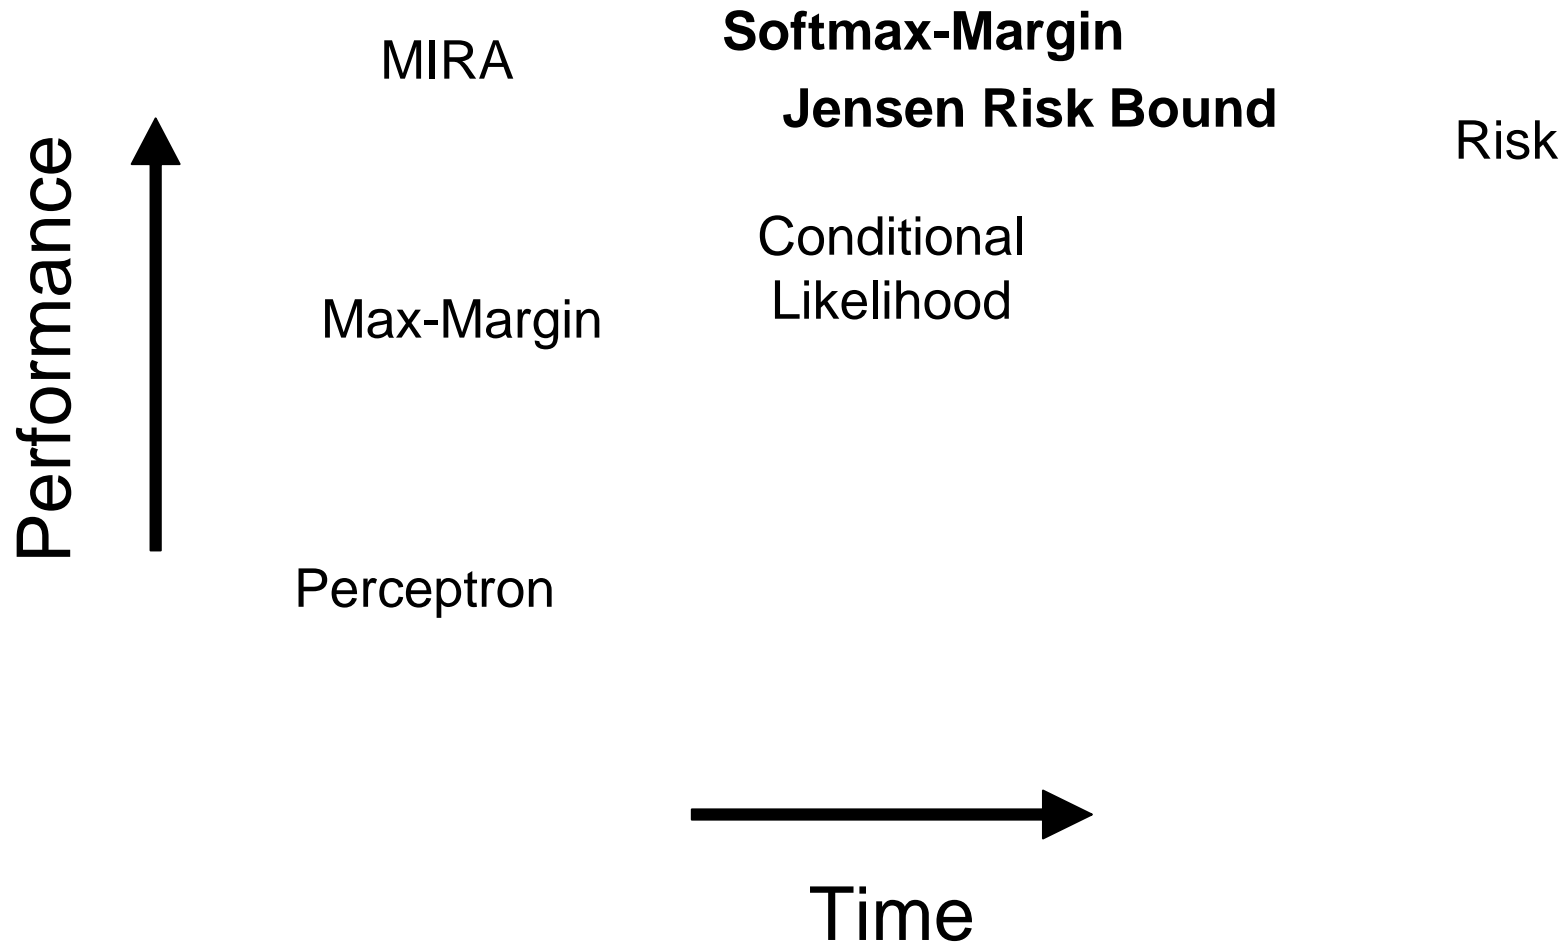 Softmax-Margin
MIRA
Jensen Risk Bound
Risk
Performance
Conditional
Likelihood
Max-Margin
Perceptron
Time